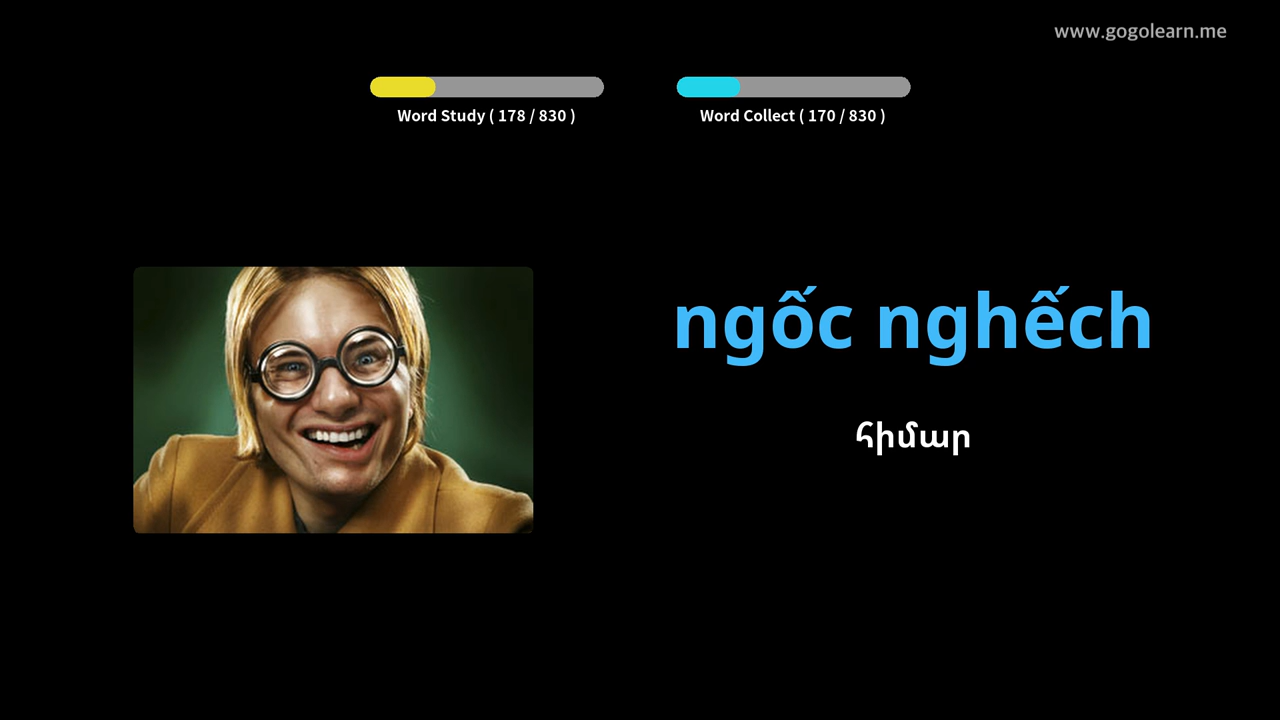 www.gogolearn.me
Word Study ( 178 / 830 )
Word Collect ( 170 / 830 )
ngốc nghếch
հիմար